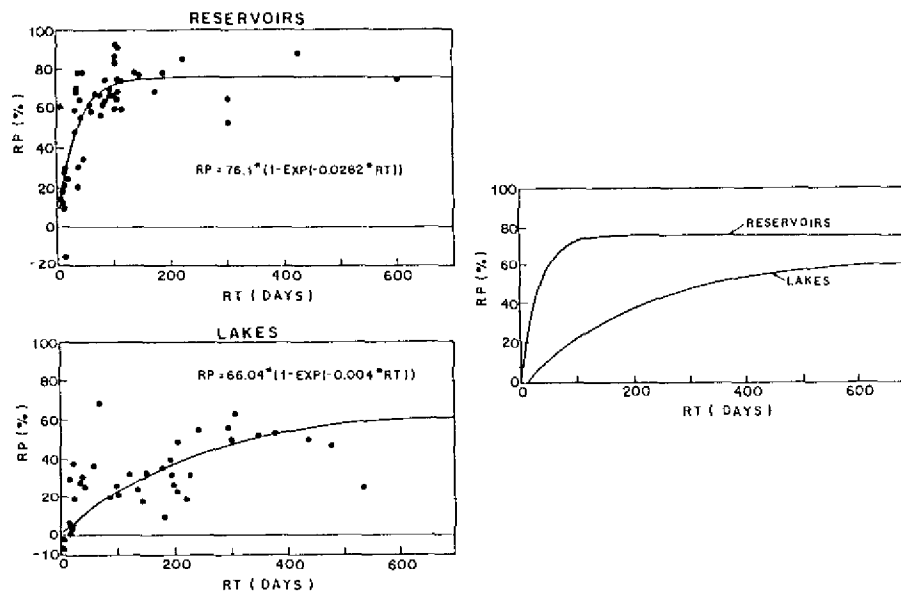 RESERVOIRS
100
80
60
40
20
0
-20
RP (%)
RP = 76.1*(1-EXP(-0.0262*RT))
0 200 400 600
RT (DAYS)
LAKES
100
80
60
40
20
0
-10
RP (%)
RP = 66.04*(1-EXP(-0.004*RT))
0 200 400 600
RT (DAYS)
100
80
60
40
20
0
RP (%)
RESERVOIRS
LAKES
0 200 400 600
RT (DAYS)